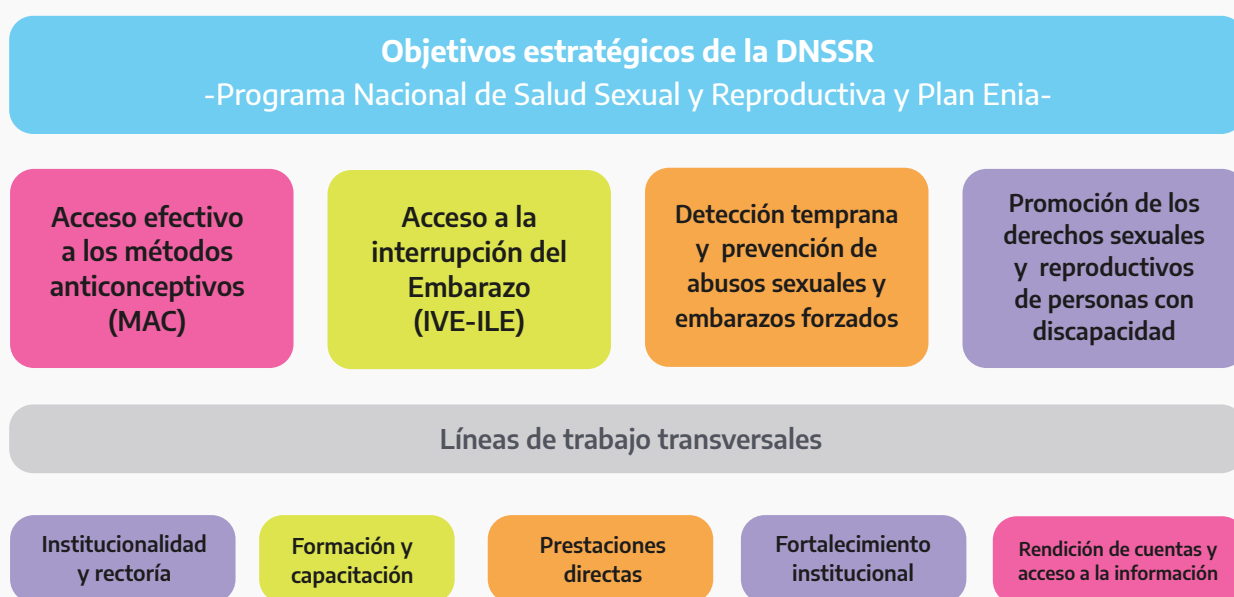 Objetivos estratégicos de la DNSSR
-Programa Nacional de Salud Sexual y Reproductiva y Plan Enia-
Acceso efectivo
a los métodos
anticonceptivos
(MAC)
Acceso a la
interrupción del
Embarazo
(IVE-ILE)
Detección temprana
y prevención de
abusos sexuales y
embarazos forzados
Promoción de los
derechos sexuales
y reproductivos
de personas con
discapacidad
Líneas de trabajo transversales
Institucionalidad
y rectoría
Formación y
capacitación
Prestaciones
directas
Fortalecimiento
institucional
Rendición de cuentas y
acceso a la información